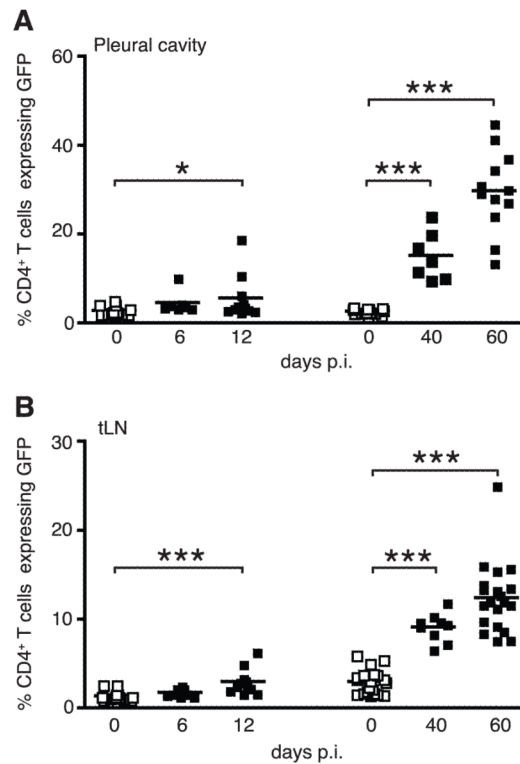 A
Pleural cavity
60
40
20
0
% CD4⁺ T cells expressing GFP
*
***
***
0 6 12 0 40 60
days p.i.
B
tLN
30
20
10
0
% CD4⁺ T cells expressing GFP
***
***
***
0 6 12 0 40 60
days p.i.